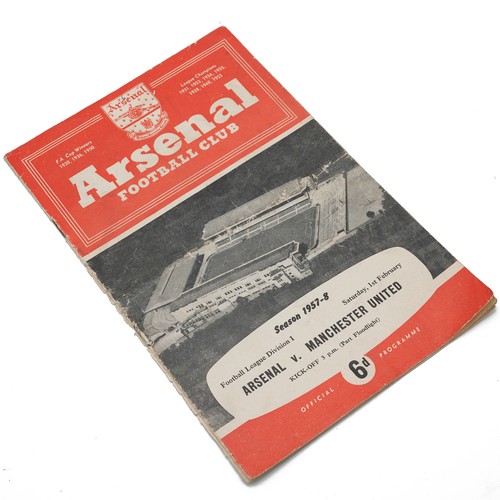 Arsenal
F.A. Cup Winners
1930, 1936, 1950
League Champions
1931, 1933, 1934, 1935,
1938, 1948, 1953
Arsenal
FOOTBALL CLUB
Season 1957-8
Football League Division 1
Saturday, 1st February
ARSENAL v. MANCHESTER UNITED
KICK-OFF 3 p.m. (Part Floodlight)
OFFICIAL 6d PROGRAMME